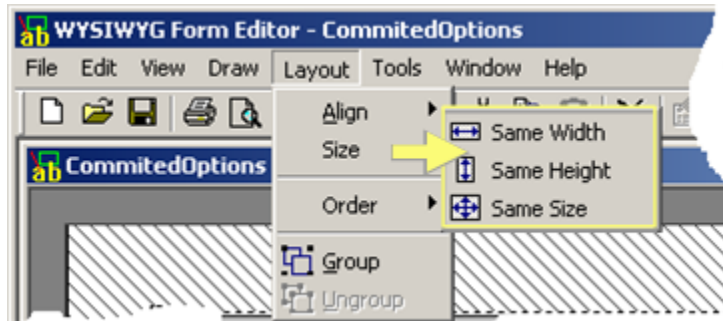 WYSIWYG Form Editor - CommitedOptions
File Edit View Draw Layout Tools Window Help
CommitedOptions
Align
Size
Order
Group
Ungroup
Same Width
Same Height
Same Size